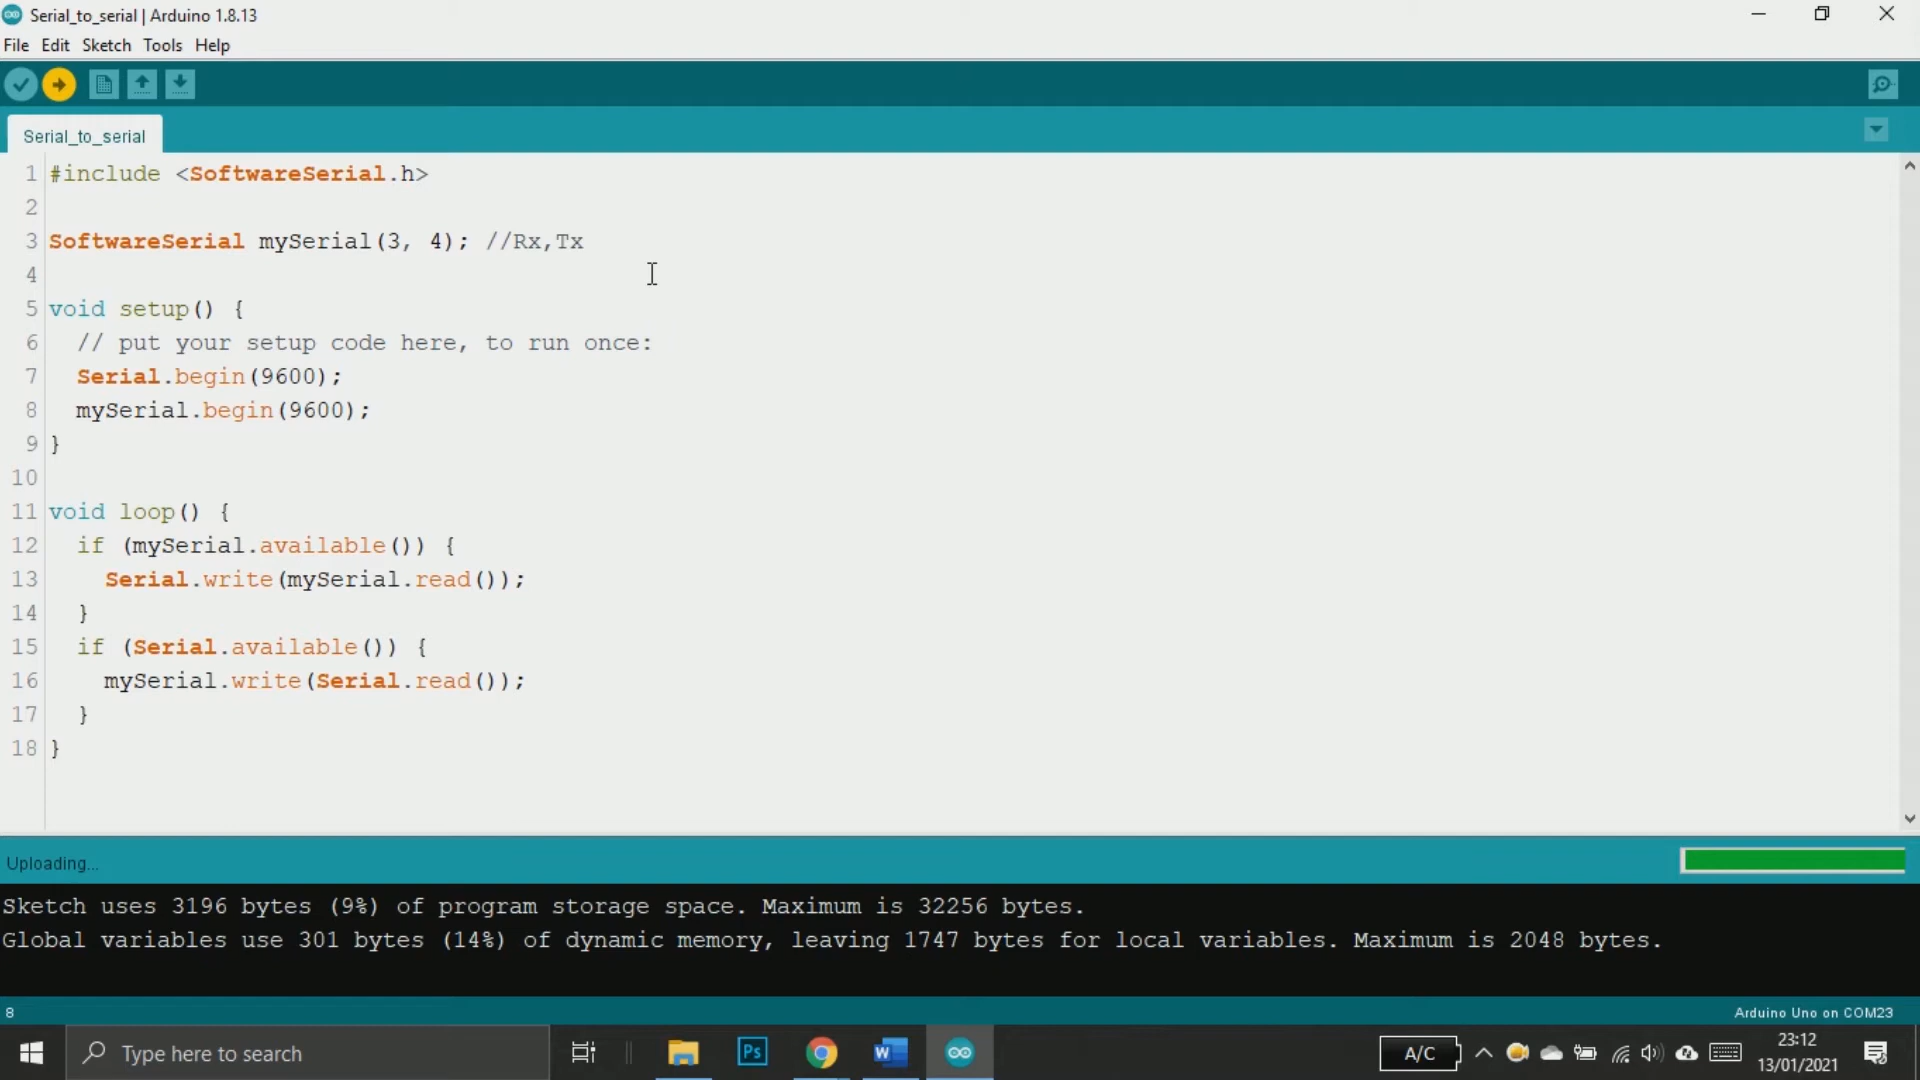 Serial_to_serial | Arduino 1.8.13
File Edit Sketch Tools Help
Serial_to_serial
1 #include <SoftwareSerial.h>
2
3 SoftwareSerial mySerial(3, 4); //Rx,Tx
4
5 void setup() {
6   // put your setup code here, to run once:
7   Serial.begin(9600);
8   mySerial.begin(9600);
9 }
10
11 void loop() {
12   if (mySerial.available()) {
13     Serial.write(mySerial.read());
14   }
15   if (Serial.available()) {
16     mySerial.write(Serial.read());
17   }
18 }
Uploading...
Sketch uses 3196 bytes (9%) of program storage space. Maximum is 32256 bytes.
Global variables use 301 bytes (14%) of dynamic memory, leaving 1747 bytes for local variables. Maximum is 2048 bytes.
8 Arduino Uno on COM23
Type here to search Ps W A/C 23:12
13/01/2021